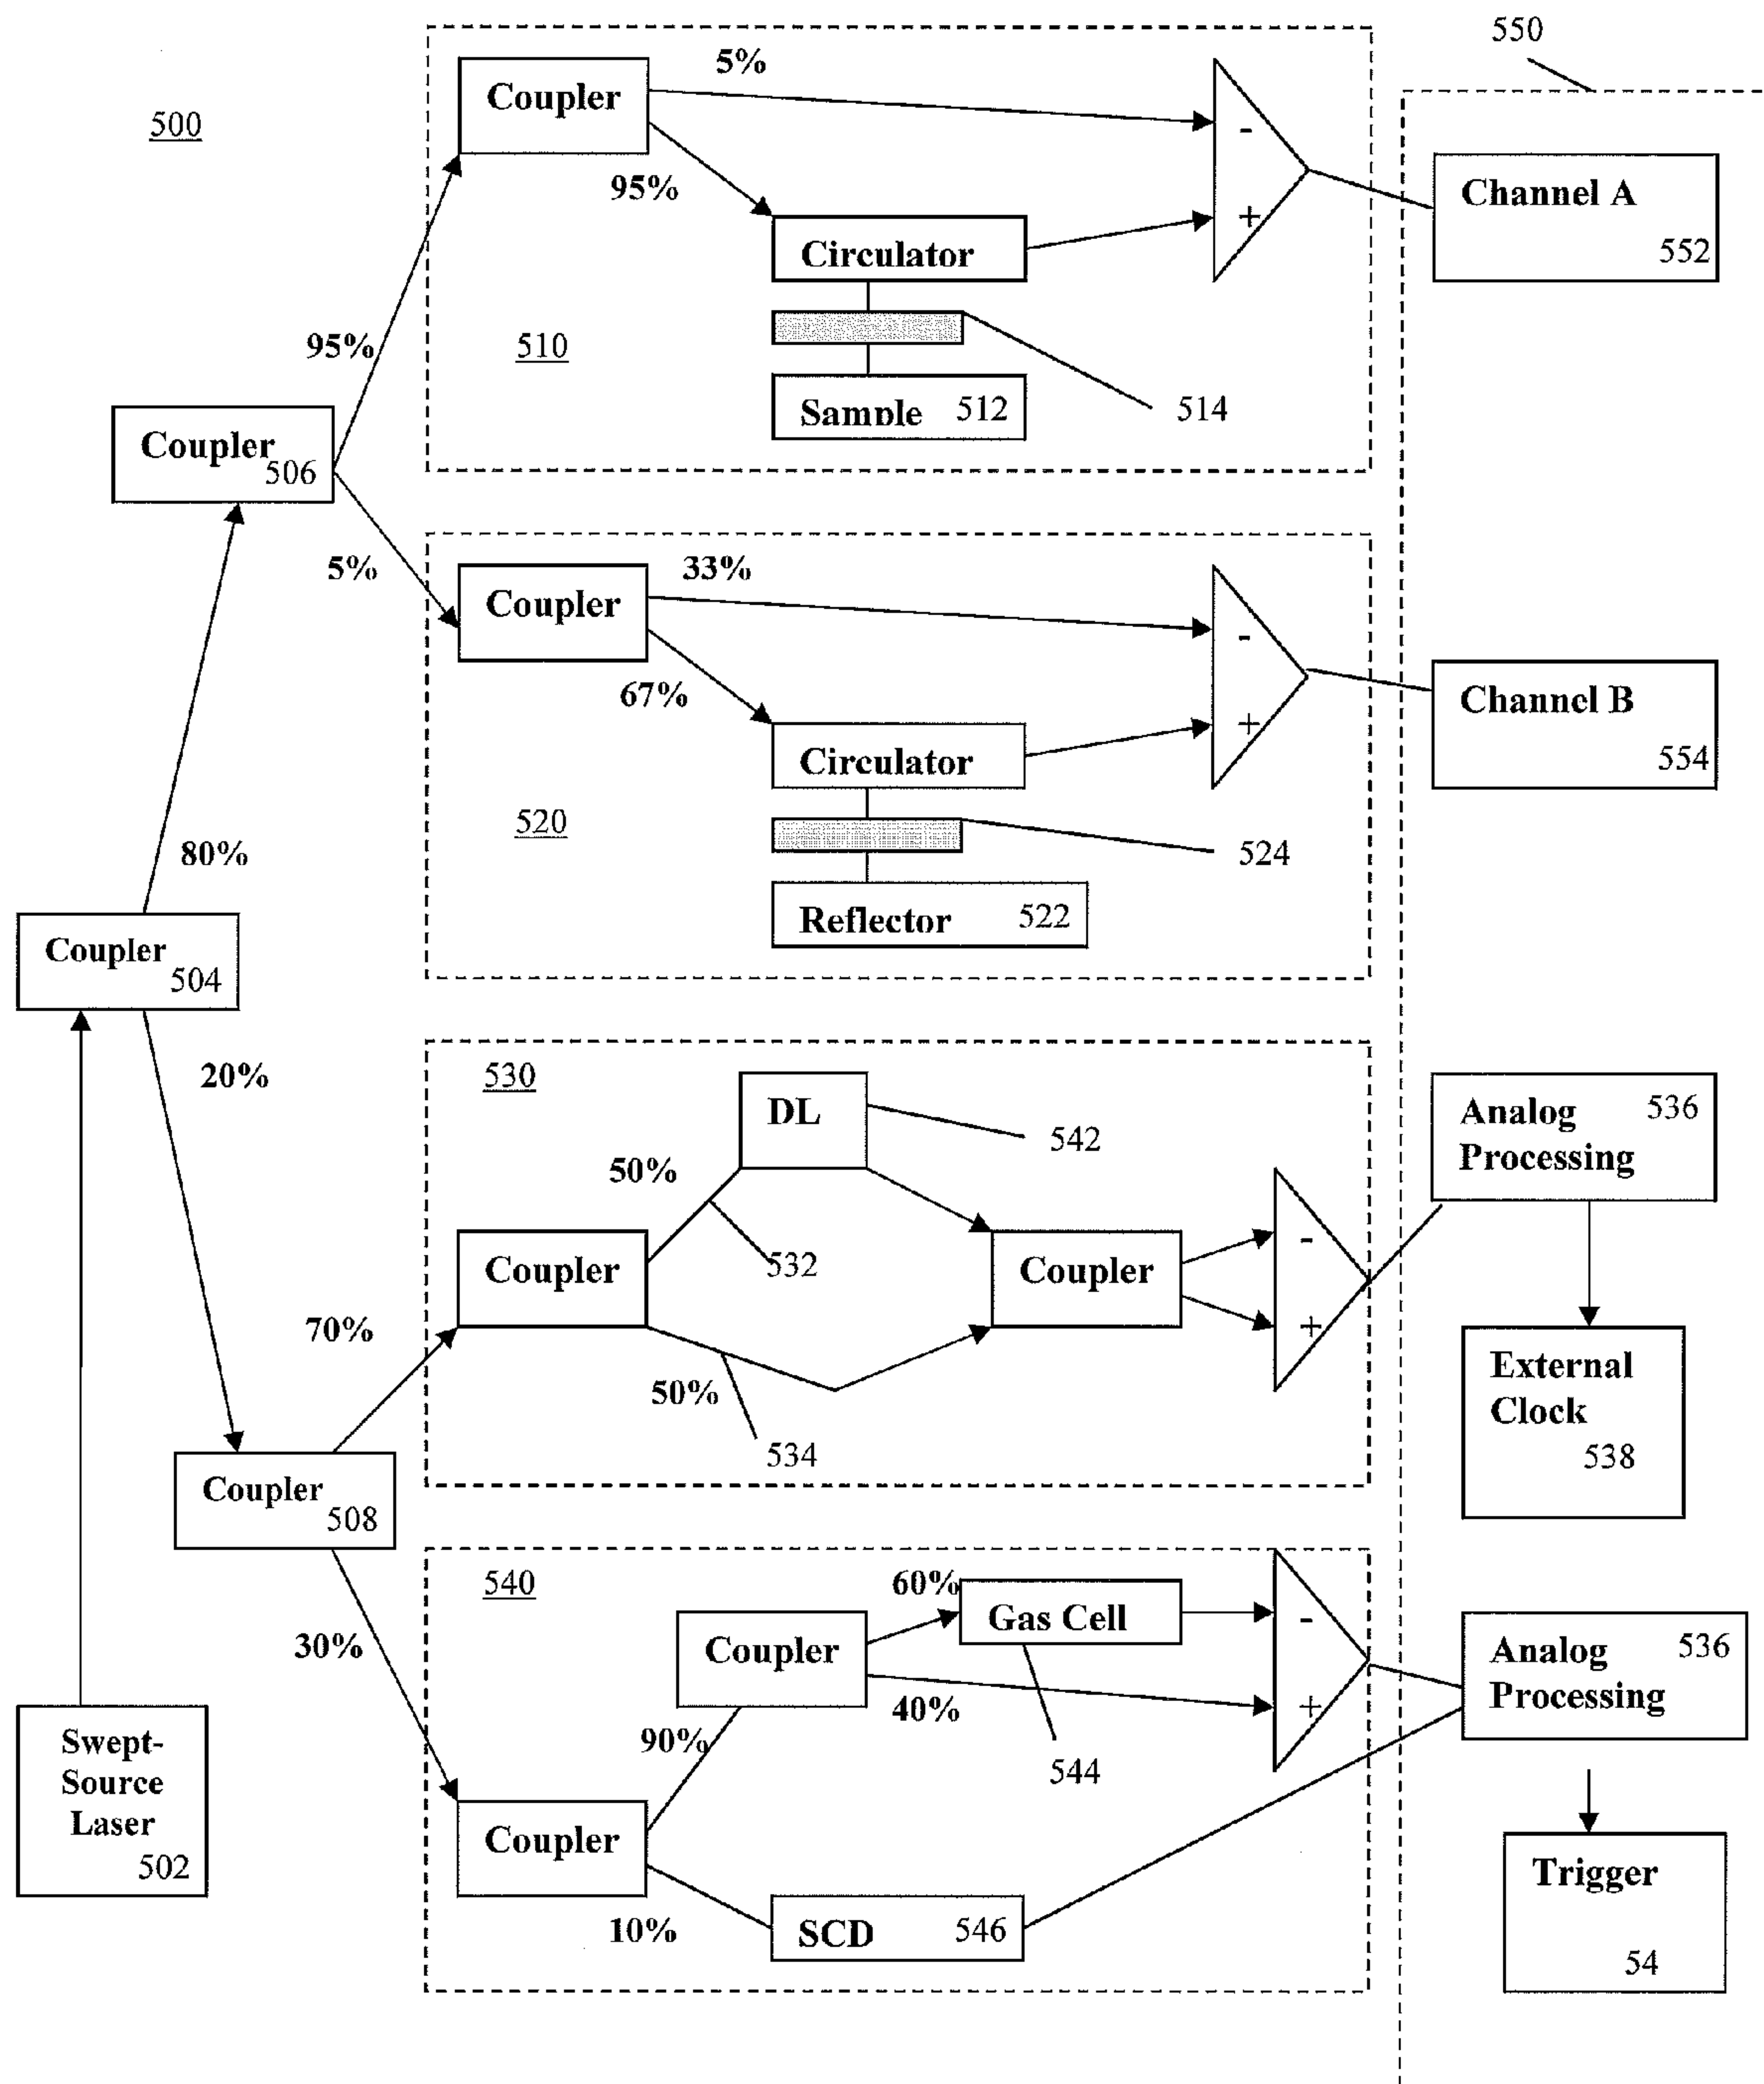 550
500
Coupler
5%
-
95%
+
Circulator
Channel A
552
510
95%
Sample 512
514
Coupler
506
5%
Coupler
33%
-
67%
+
Circulator
Channel B
554
520
524
Reflector 522
80%
Coupler
504
20%
530
DL
542
50%
532
Coupler
Coupler
-
+
Analog 536
Processing
70%
50%
534
External
Clock
538
Coupler
508
540
60%
Gas Cell
-
30%
Coupler
40%
+
90%
544
Analog 536
Processing
Swept-
Source
Laser
502
Coupler
10%
SCD 546
Trigger
54